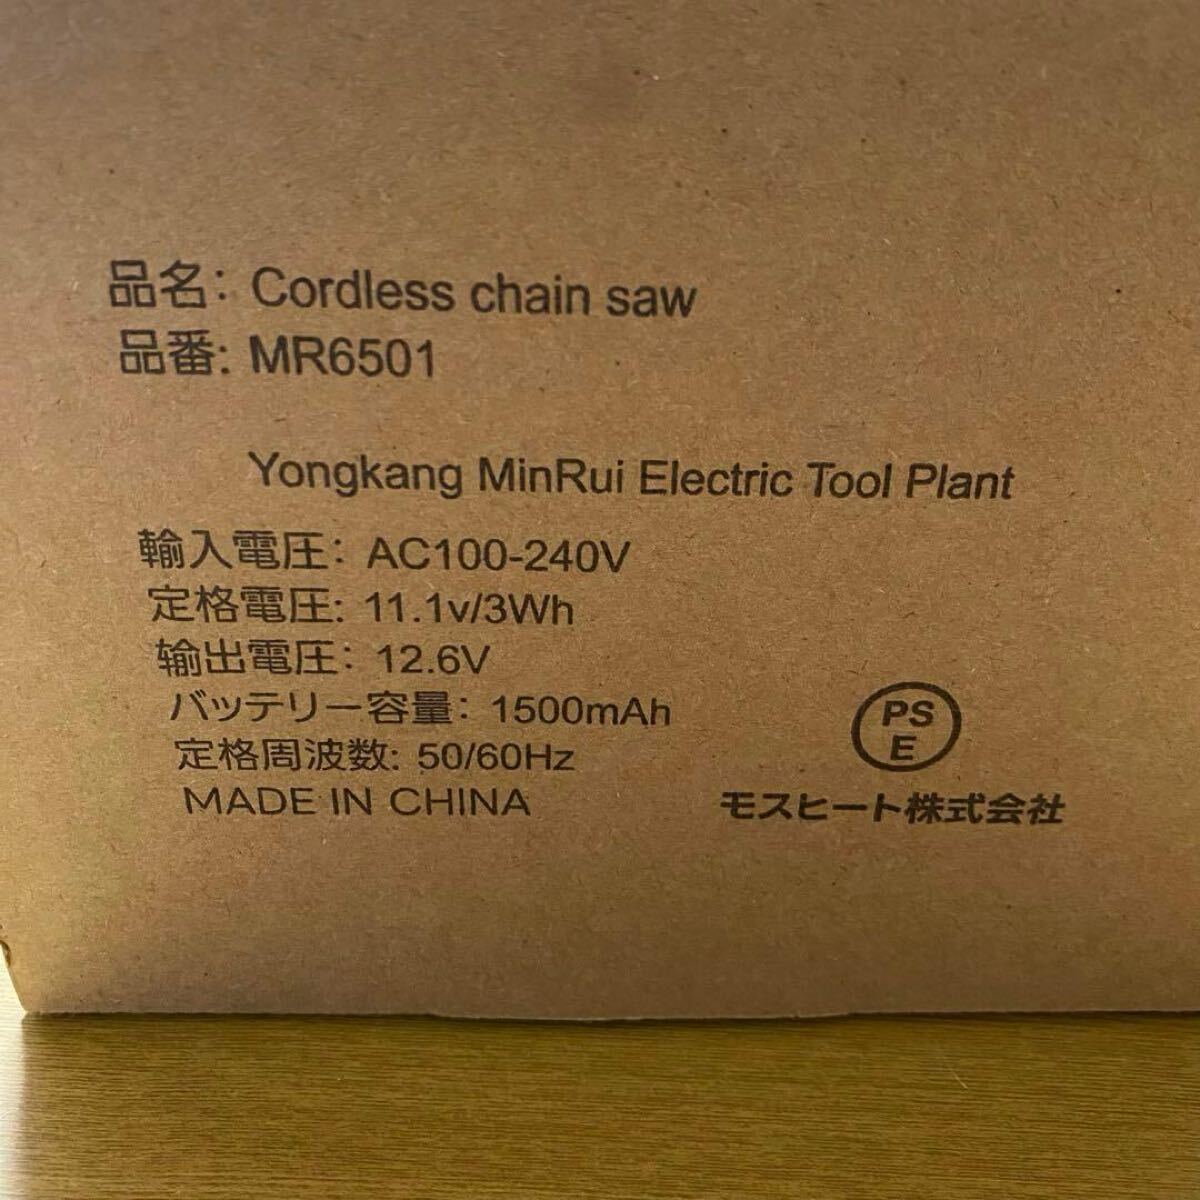 品名: Cordless chain saw
品番: MR6501
Yongkang MinRui Electric Tool Plant
輸入電圧: AC100-240V
定格電圧: 11.1v/3Wh
输出電圧: 12.6V
バッテリー容量: 1500mAh
定格周波数: 50/60Hz
MADE IN CHINA
PS
E
モスヒート株式会社